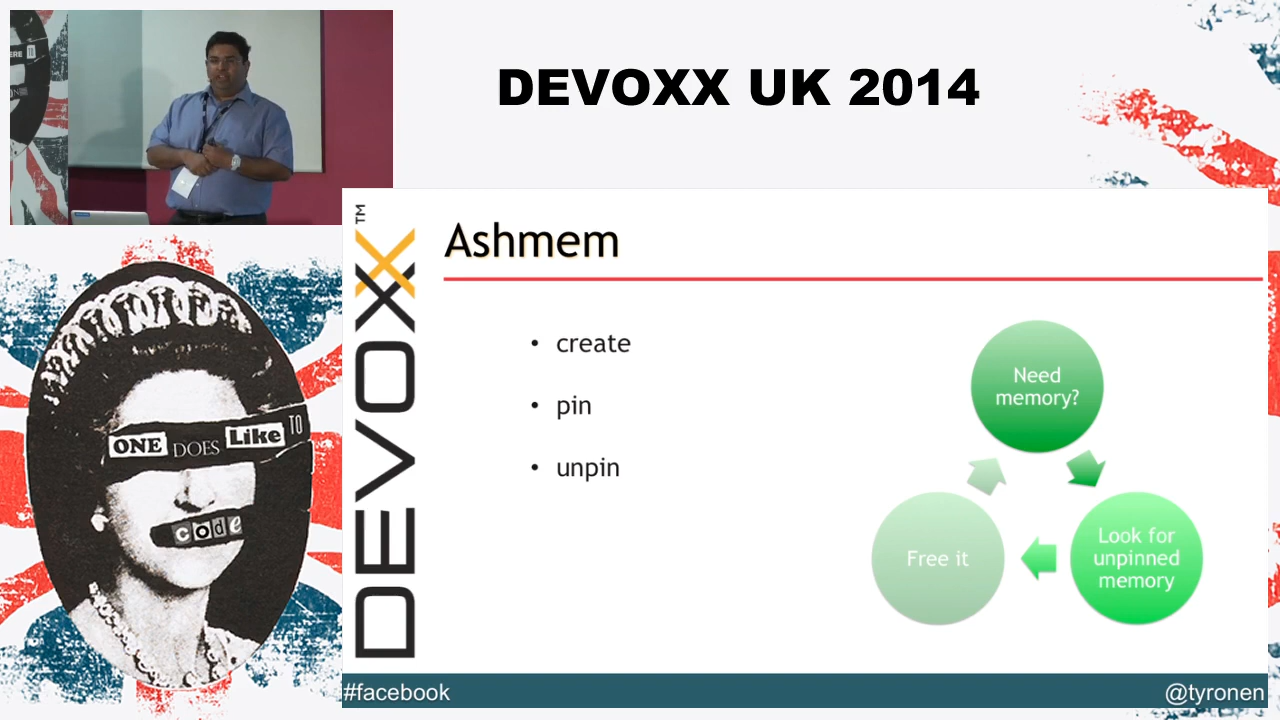 DEVOXX UK 2014
DEVOXX™
Ashmem
• create
• pin
• unpin
Need
memory?
Look for
unpinned
memory
Free it
ONE DOES Like TO
code
#facebook
@tyronen